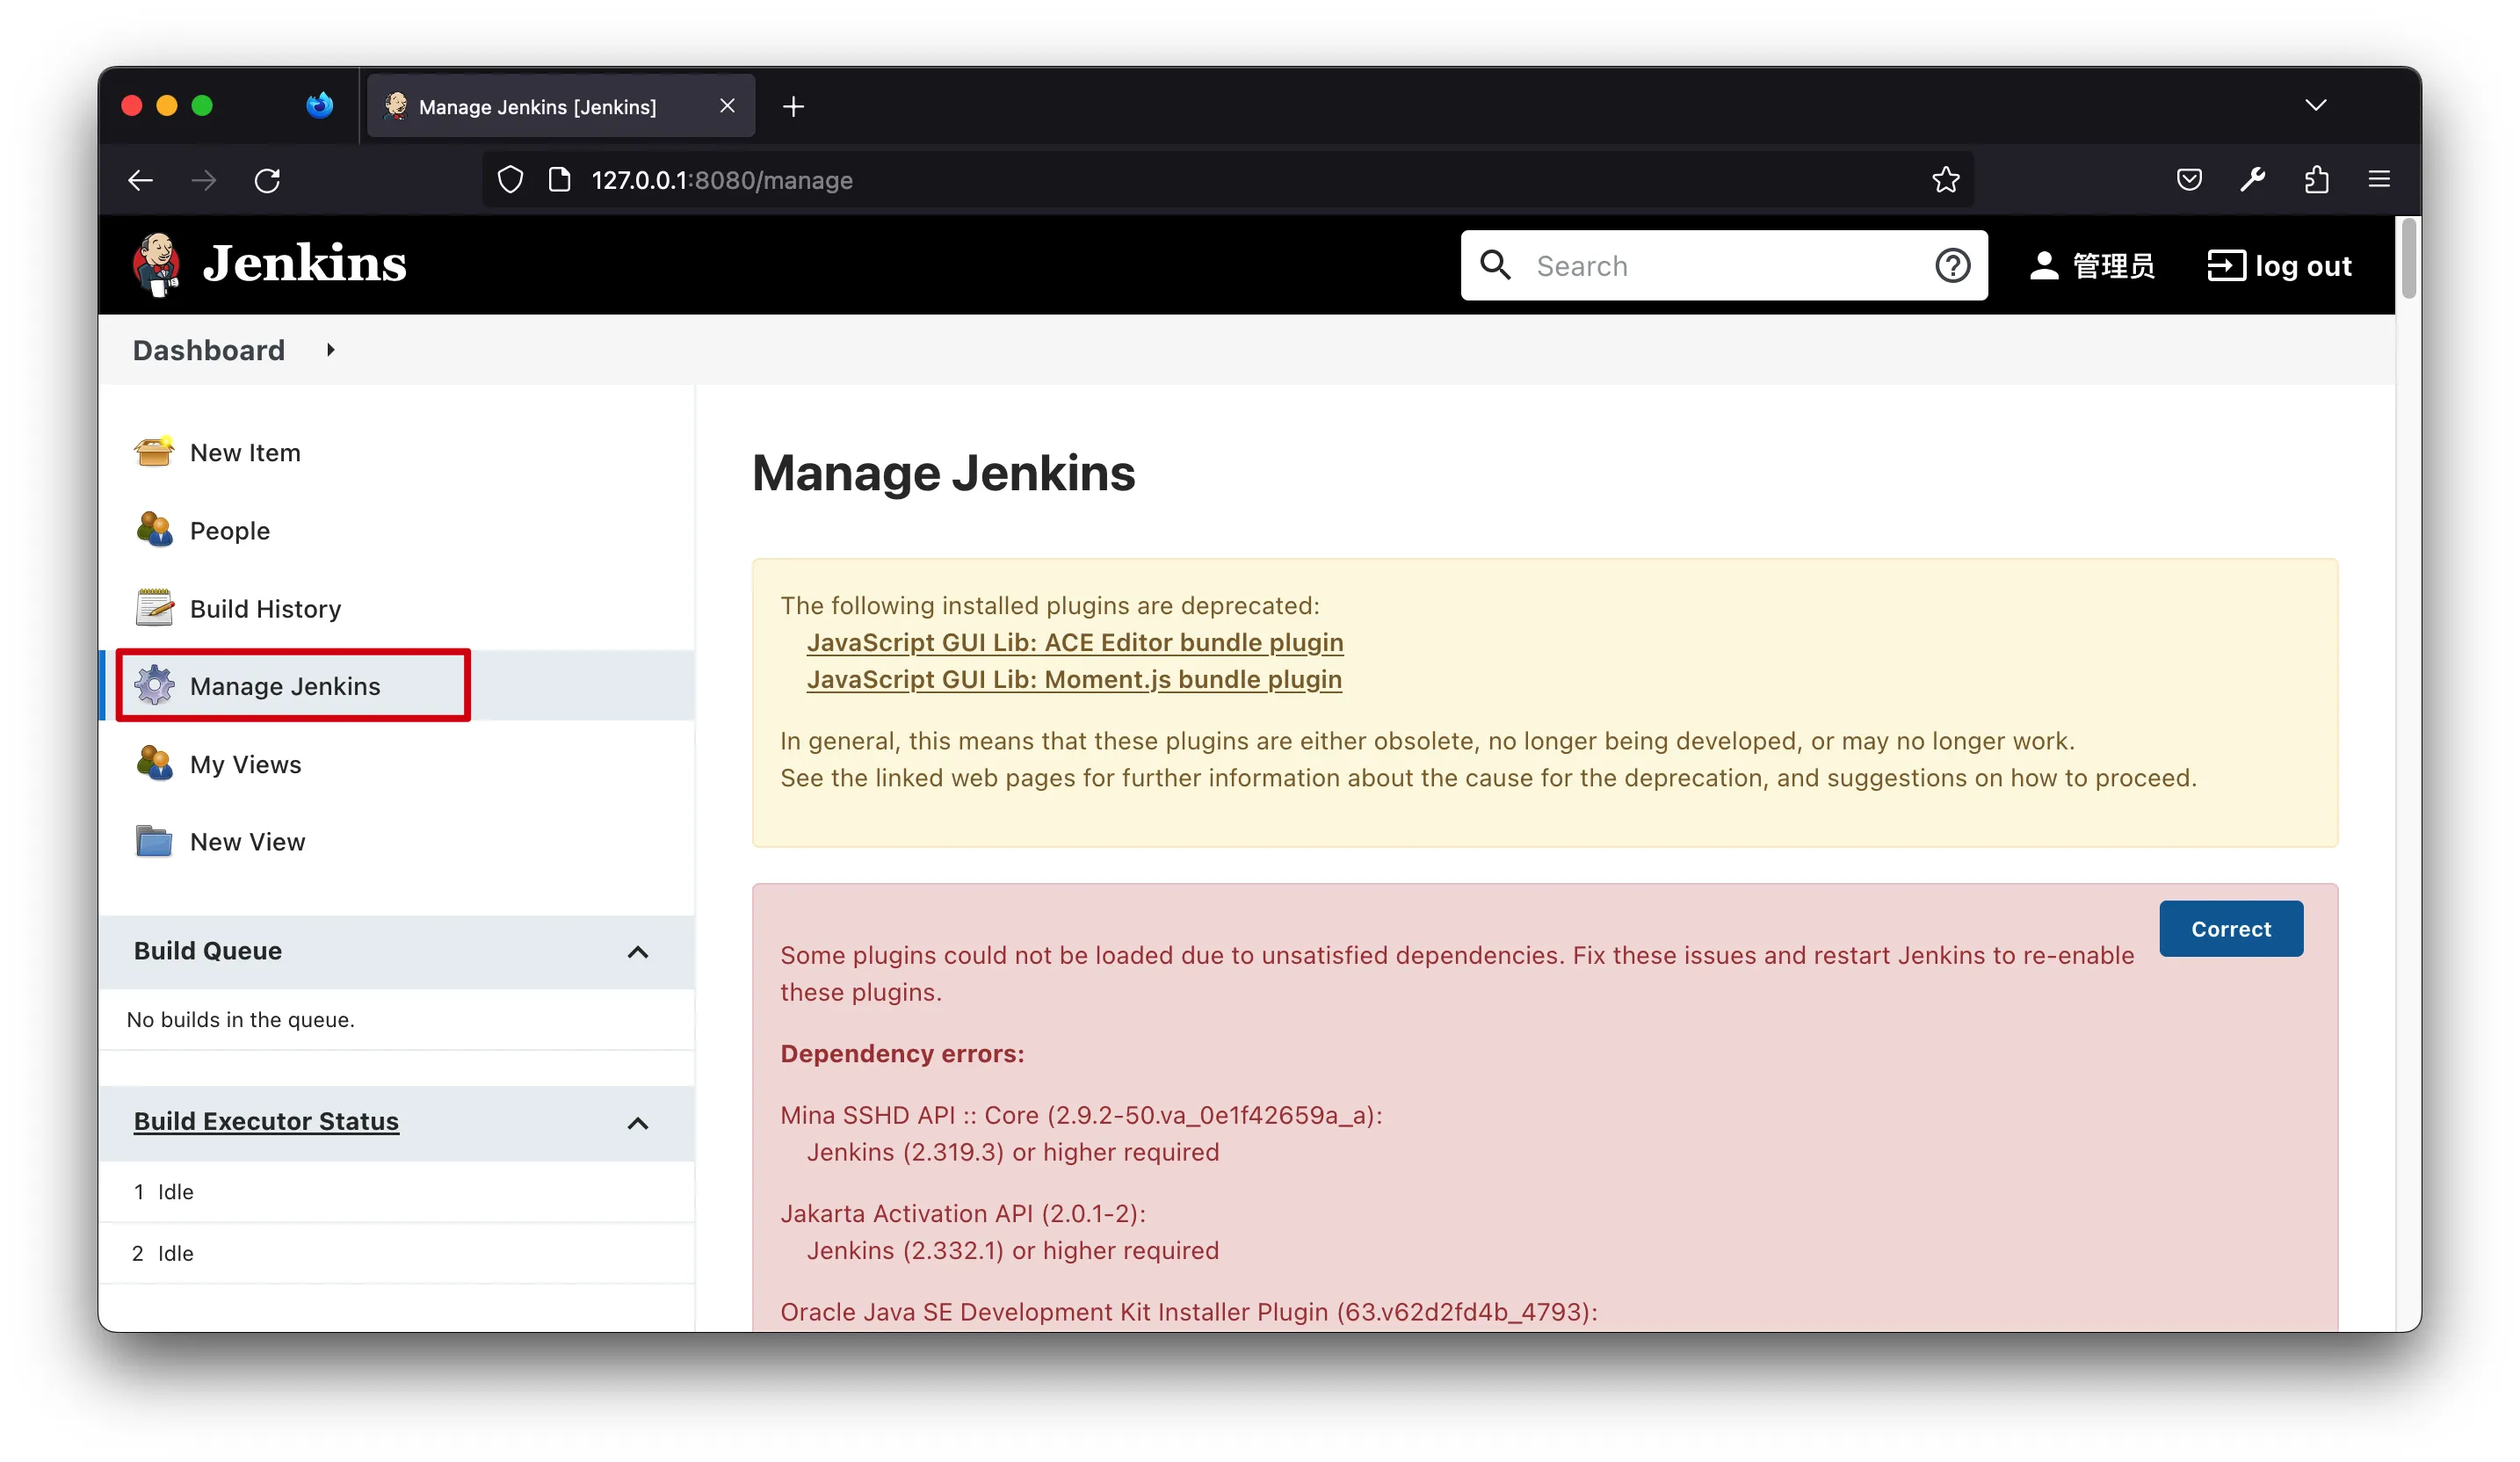 Manage Jenkins [Jenkins]
127.0.0.1:8080/manage
Jenkins
Search
管理员
log out
Dashboard
New Item
People
Build History
Manage Jenkins
My Views
New View
Build Queue
No builds in the queue.
Build Executor Status
1 Idle
2 Idle
Manage Jenkins
The following installed plugins are deprecated:
JavaScript GUI Lib: ACE Editor bundle plugin
JavaScript GUI Lib: Moment.js bundle plugin
In general, this means that these plugins are either obsolete, no longer being developed, or may no longer work.
See the linked web pages for further information about the cause for the deprecation, and suggestions on how to proceed.
Correct
Some plugins could not be loaded due to unsatisfied dependencies. Fix these issues and restart Jenkins to re-enable
these plugins.
Dependency errors:
Mina SSHD API :: Core (2.9.2-50.va_0e1f42659a_a):
Jenkins (2.319.3) or higher required
Jakarta Activation API (2.0.1-2):
Jenkins (2.332.1) or higher required
Oracle Java SE Development Kit Installer Plugin (63.v62d2fd4b_4793):